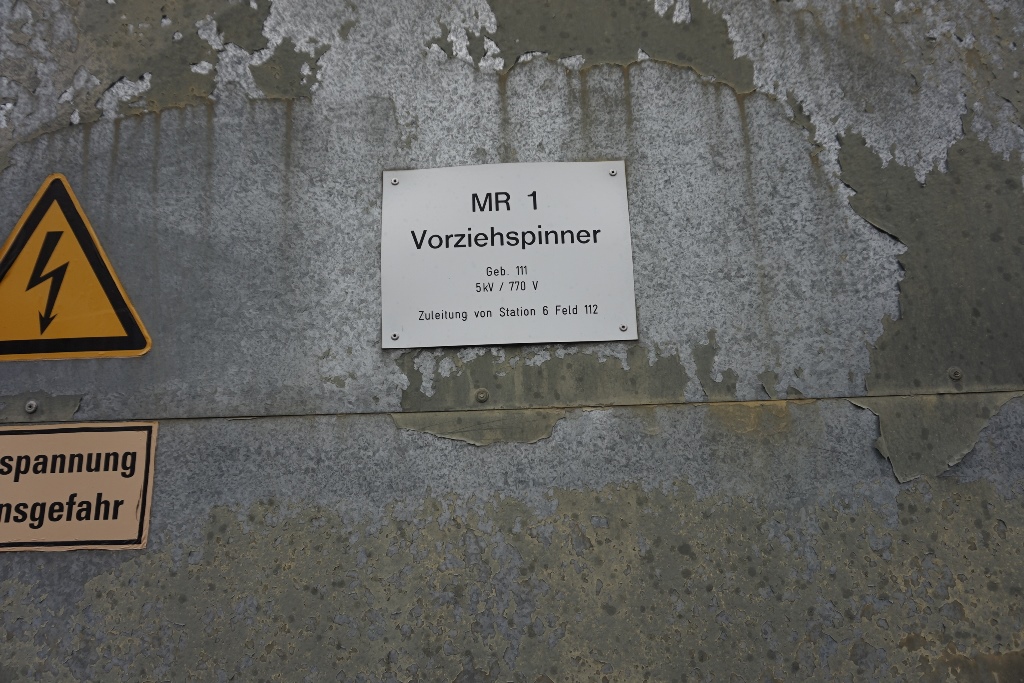 MR 1
Vorziehspinner
Geb. 111
5kV / 770 V
Zuleitung von Station 6 Feld 112
spannung
nsgefahr